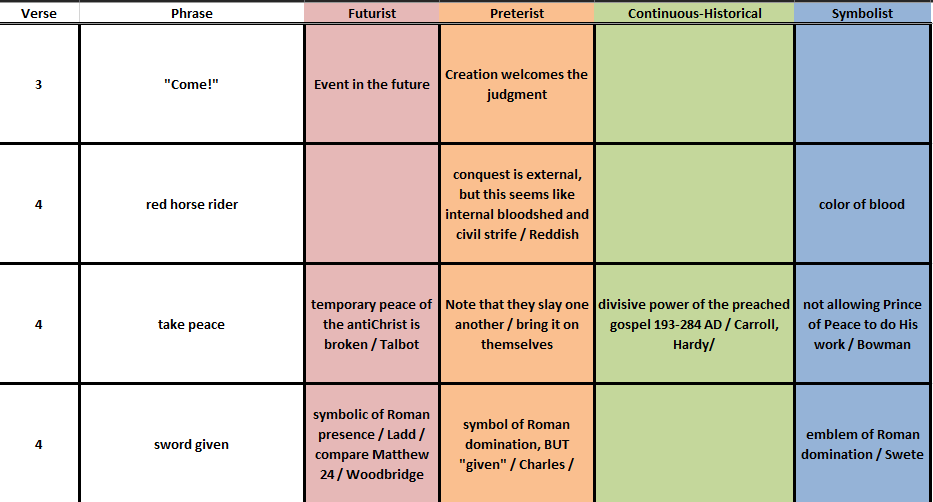 Verse Phrase Futurist Preterist Continuous-Historical Symbolist
3
"Come!"
Event in the future
Creation welcomes the
judgment
4
red horse rider
conquest is external,
but this seems like
internal bloodshed and
civil strife / Reddish
color of blood
4
take peace
temporary peace of
the antiChrist is
broken / Talbot
Note that they slay one
another / bring it on
themselves
divisive power of the preached
gospel 193-284 AD / Carroll,
Hardy/
not allowing Prince
of Peace to do His
work / Bowman
4
sword given
symbolic of Roman
presence / Ladd /
compare Matthew
24 / Woodbridge
symbol of Roman
domination, BUT
"given" / Charles /
emblem of Roman
domination / Swete